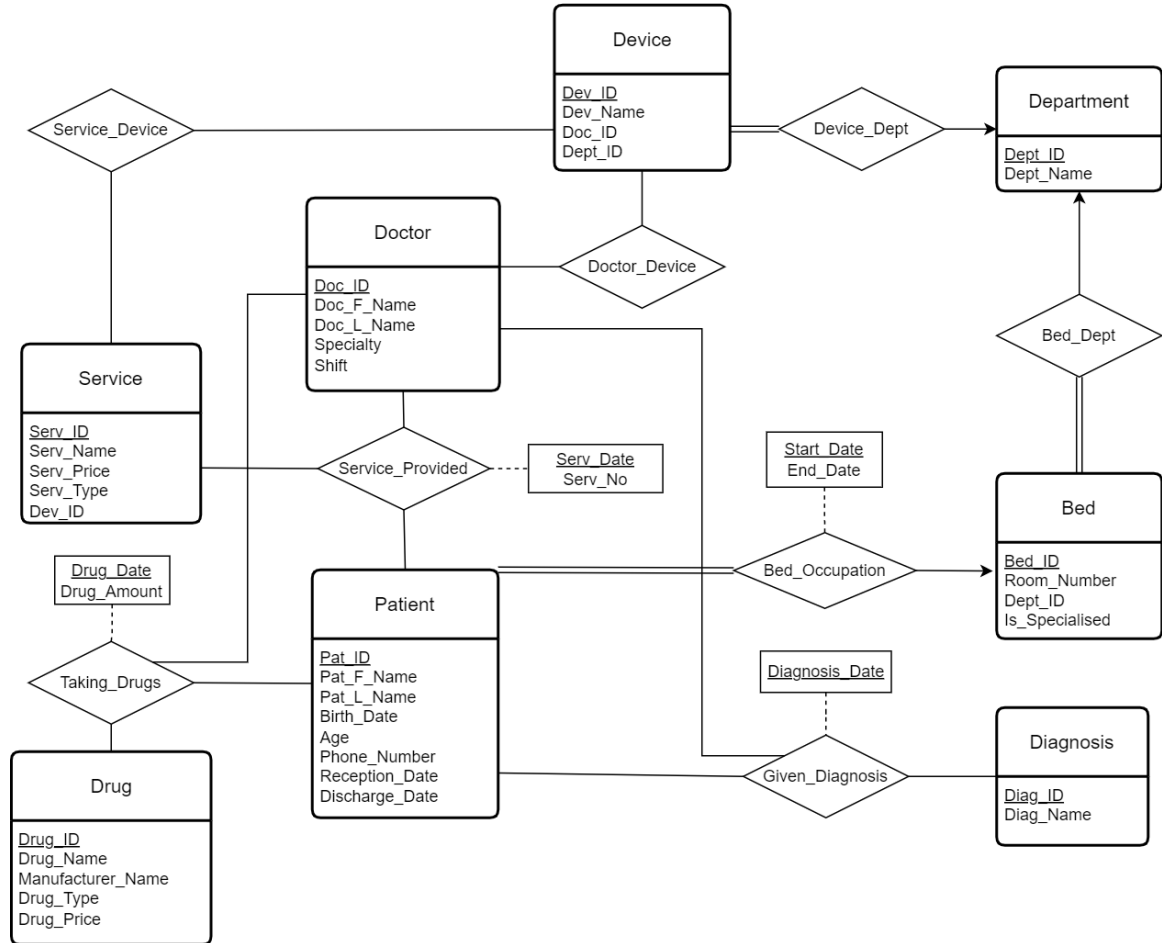 Device
Dev_ID
Dev_Name
Doc_ID
Dept_ID
Department
Dept_ID
Dept_Name
Service_Device
Device_Dept
Doctor
Doc_ID
Doc_F_Name
Doc_L_Name
Specialty
Shift
Doctor_Device
Bed_Dept
Service
Serv_ID
Serv_Name
Serv_Price
Serv_Type
Dev_ID
Service_Provided
Serv_Date
Serv_No
Start_Date
End_Date
Bed
Bed_ID
Room_Number
Dept_ID
Is_Specialised
Bed_Occupation
Drug_Date
Drug_Amount
Taking_Drugs
Patient
Pat_ID
Pat_F_Name
Pat_L_Name
Birth_Date
Age
Phone_Number
Reception_Date
Discharge_Date
Diagnosis_Date
Given_Diagnosis
Diagnosis
Diag_ID
Diag_Name
Drug
Drug_ID
Drug_Name
Manufacturer_Name
Drug_Type
Drug_Price